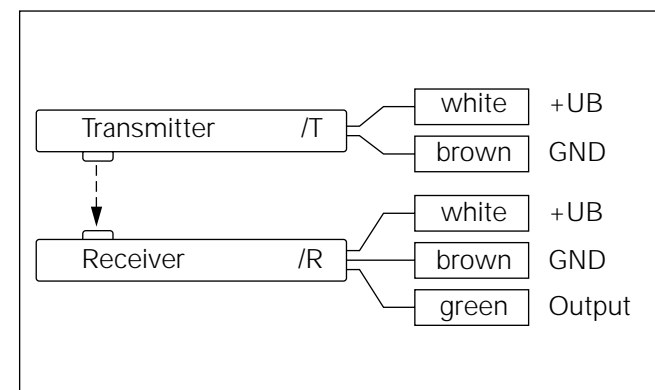 white +UB
Transmitter /T
brown GND
white +UB
Receiver /R
brown GND
green Output